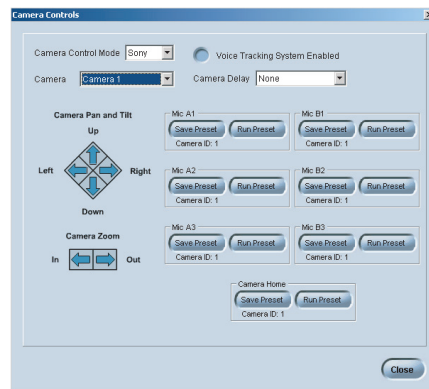 Camera Controls
Camera Control Mode Sony Voice Tracking System Enabled
Camera Camera 1 Camera Delay None
Camera Pan and Tilt
Up
Left Right
Down
Camera Zoom
In Out
Mic A1
Save Preset Run Preset
Camera ID: 1
Mic B1
Save Preset Run Preset
Camera ID: 1
Mic A2
Save Preset Run Preset
Camera ID: 1
Mic B2
Save Preset Run Preset
Camera ID: 1
Mic A3
Save Preset Run Preset
Camera ID: 1
Mic B3
Save Preset Run Preset
Camera ID: 1
Camera Home
Save Preset Run Preset
Camera ID: 1
Close